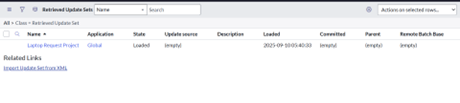 Retrieved Update Sets Name Search Actions on selected rows...
All > Class = Retrieved Update Set
Name Application State Update source Description Loaded Committed Parent Remote Batch Base
Laptop Request Project Global Loaded (empty) 2025-09-10 05:40:33 (empty) (empty) (empty)
Related Links
Import Update Set from XML